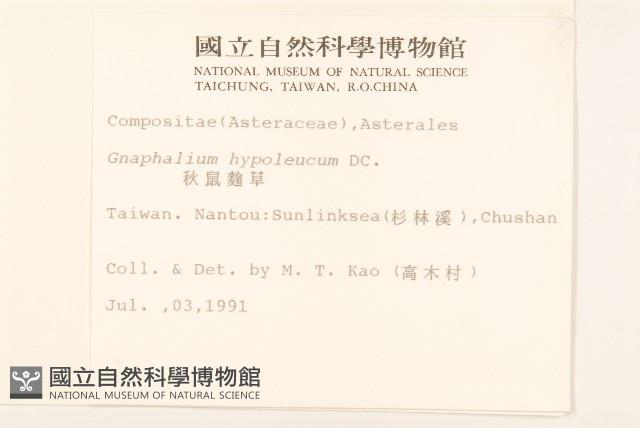 國立自然科學博物館
NATIONAL MUSEUM OF NATURAL SCIENCE
TAICHUNG, TAIWAN, R.O.CHINA
Compositae(Asteraceae),Asterales
Gnaphalium hypoleucum DC.
秋鼠麴草
Taiwan. Nantou:Sunlinksea(杉林溪),Chushan
Coll. & Det. by M. T. Kao (高木村)
Jul. ,03,1991
國立自然科學博物館
NATIONAL MUSEUM OF NATURAL SCIENCE